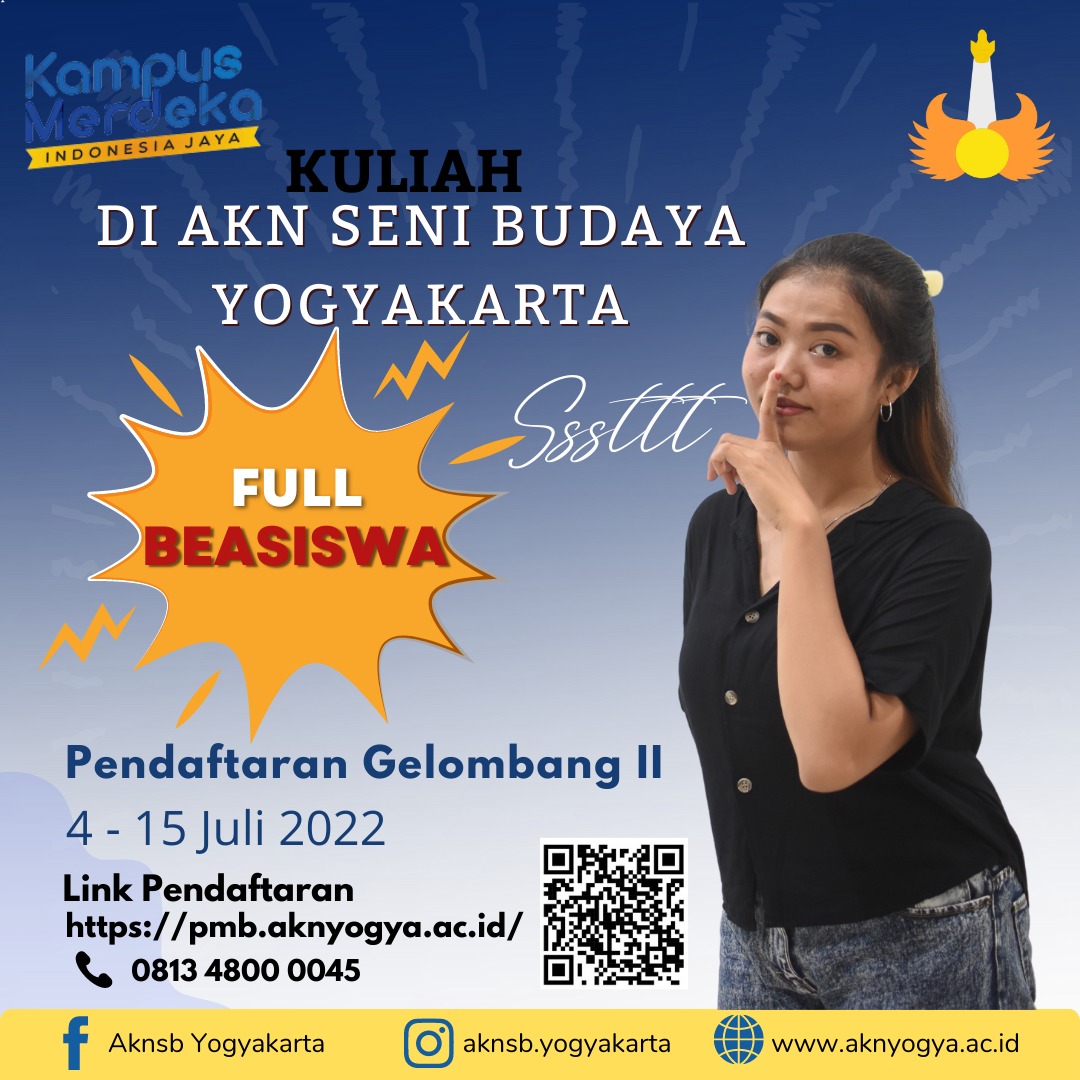 Kampus
Merdeka
INDONESIA JAYA
KULIAH
DI AKN SENI BUDAYA
YOGYAKARTA
Sssttt
FULL
BEASISWA
Pendaftaran Gelombang II
4 - 15 Juli 2022
Link Pendaftaran
https://pmb.aknyogya.ac.id/
0813 4800 0045
Aknsb Yogyakarta
aknsb.yogyakarta
www.aknyogya.ac.id